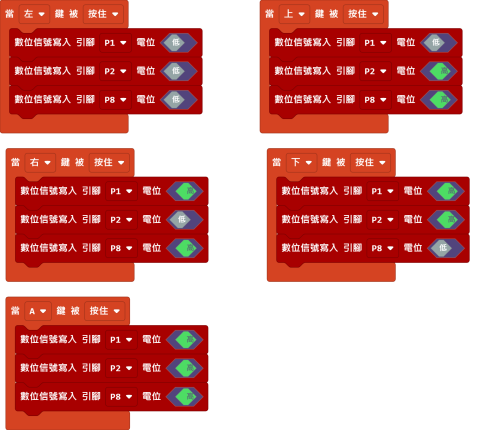 當 左 鍵 被 按住
數位信號寫入 引腳 P1 電位 低
數位信號寫入 引腳 P2 電位 低
數位信號寫入 引腳 P8 電位 低
當 上 鍵 被 按住
數位信號寫入 引腳 P1 電位 低
數位信號寫入 引腳 P2 電位 高
數位信號寫入 引腳 P8 電位 高
當 右 鍵 被 按住
數位信號寫入 引腳 P1 電位 高
數位信號寫入 引腳 P2 電位 低
數位信號寫入 引腳 P8 電位 高
當 下 鍵 被 按住
數位信號寫入 引腳 P1 電位 高
數位信號寫入 引腳 P2 電位 高
數位信號寫入 引腳 P8 電位 低
當 A 鍵 被 按住
數位信號寫入 引腳 P1 電位 高
數位信號寫入 引腳 P2 電位 高
數位信號寫入 引腳 P8 電位 高